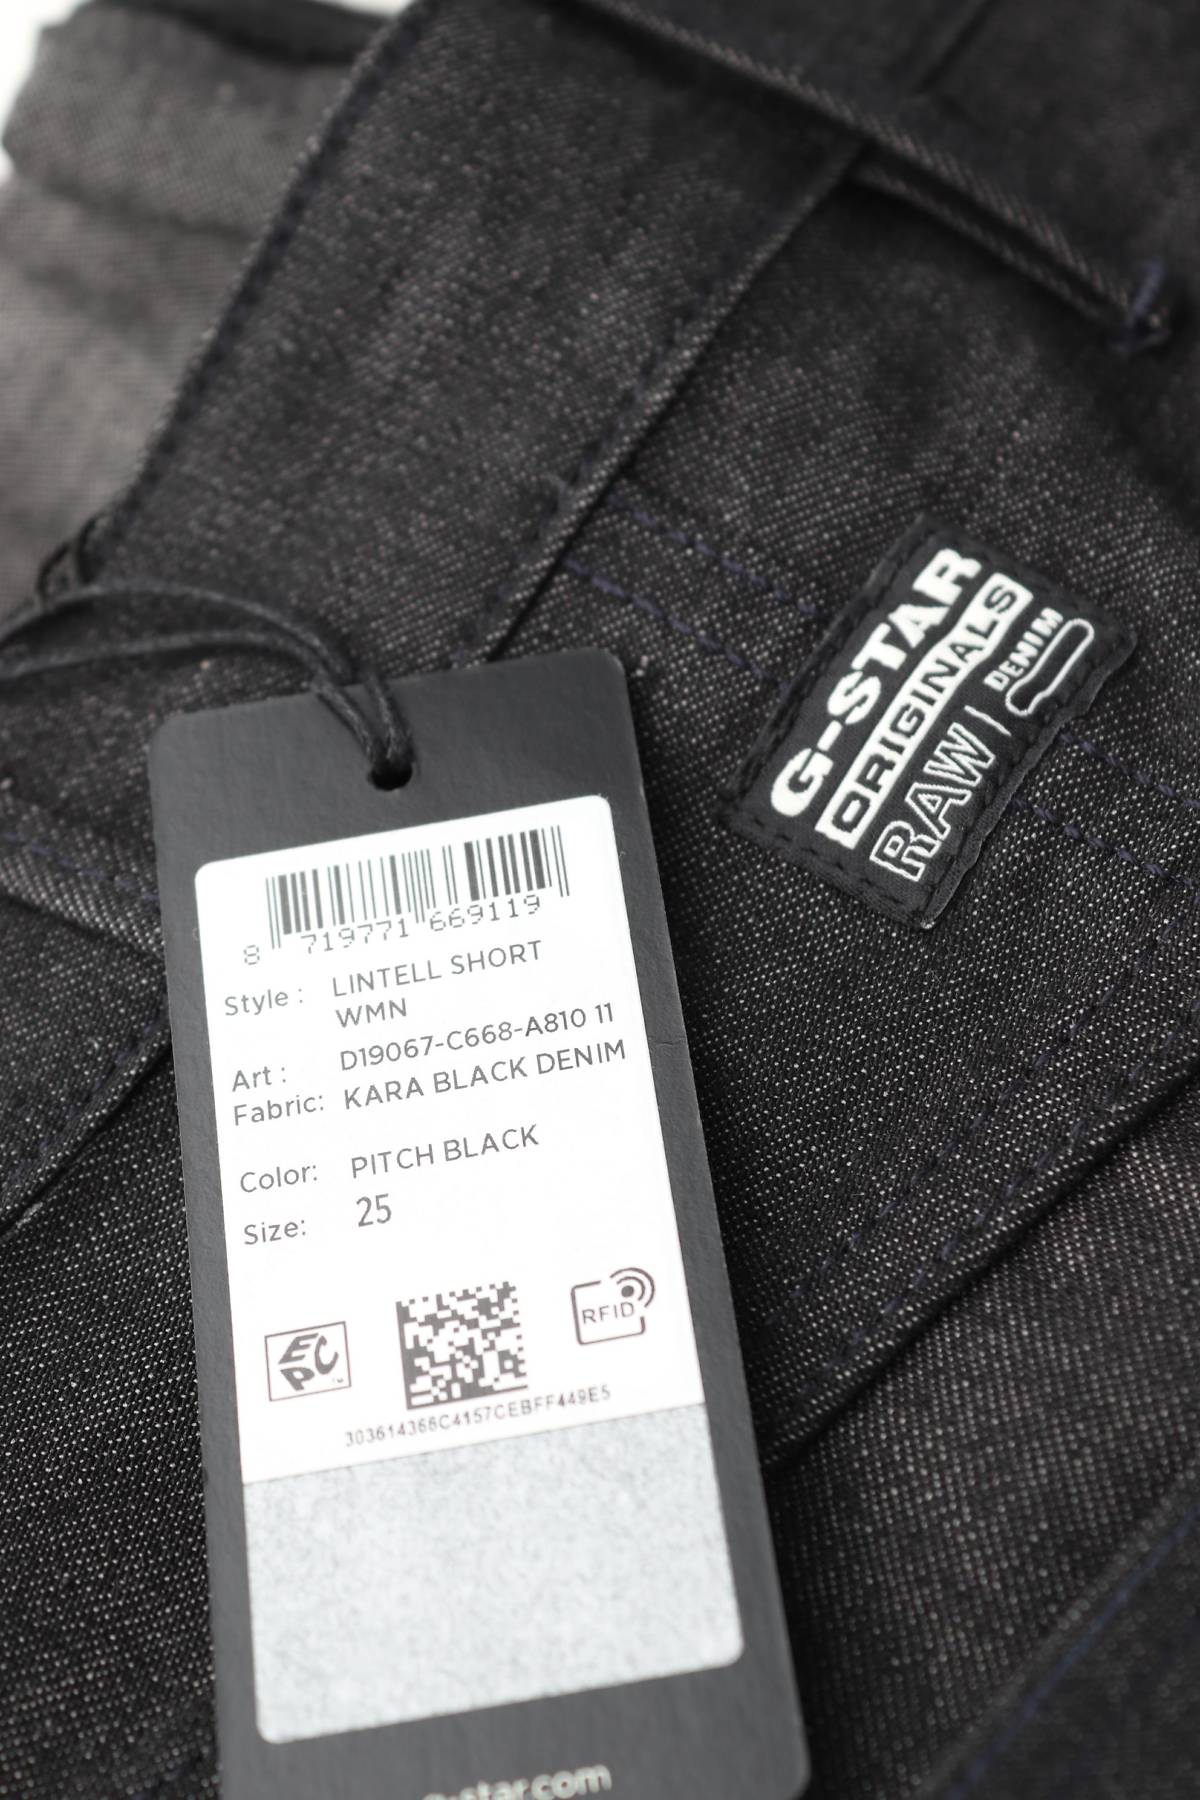 G-STAR
ORIGINALS
RAW DENIM
8 719771 669119
Style : LINTELL SHORT
WMN
Art : D19067-C668-A810 11
Fabric: KARA BLACK DENIM
Color: PITCH BLACK
Size: 25
EPC™
RFID
303614366C4157CEBFF449E5
g-star.com